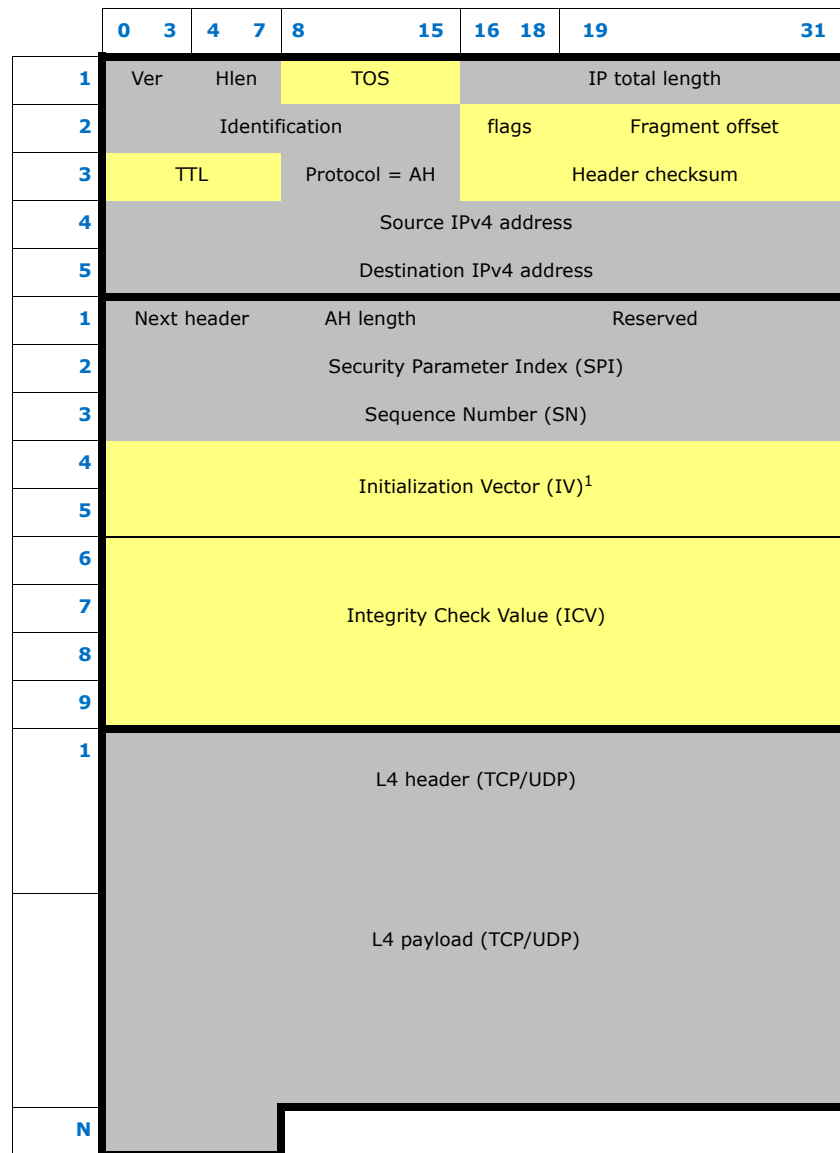 0 3 4 7 8 15 16 18 19 31
1 Ver Hlen TOS IP total length
2 Identification flags Fragment offset
3 TTL Protocol = AH Header checksum
4 Source IPv4 address
5 Destination IPv4 address
1 Next header AH length Reserved
2 Security Parameter Index (SPI)
3 Sequence Number (SN)
4
Initialization Vector (IV)1
5
6
7 Integrity Check Value (ICV)
8
9
1
L4 header (TCP/UDP)
L4 payload (TCP/UDP)
N